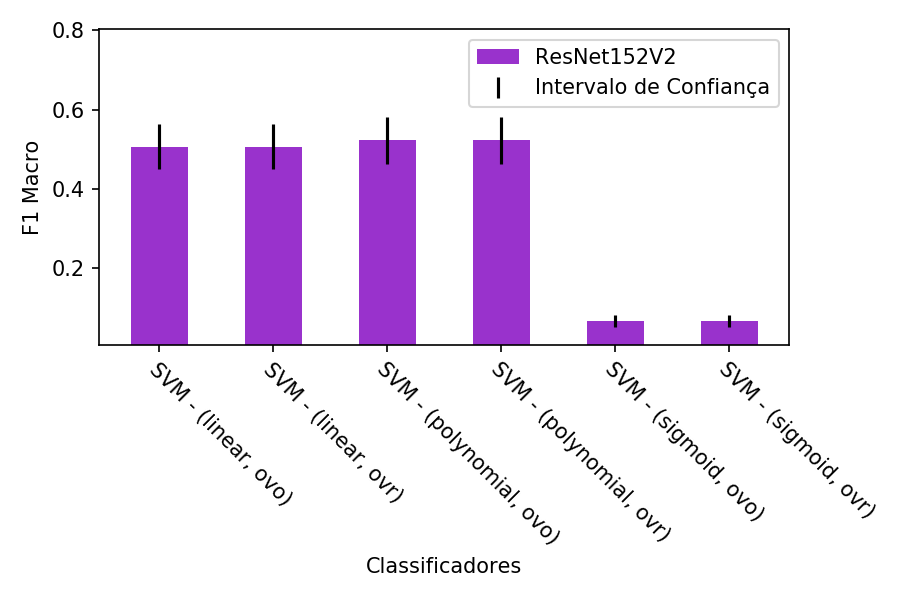 0.8
0.6
0.4
0.2
F1 Macro
ResNet152V2
Intervalo de Confiança
SVM - (linear, ovo)
SVM - (linear, ovr)
SVM - (polynomial, ovo)
SVM - (polynomial, ovr)
SVM - (sigmoid, ovo)
SVM - (sigmoid, ovr)
Classificadores